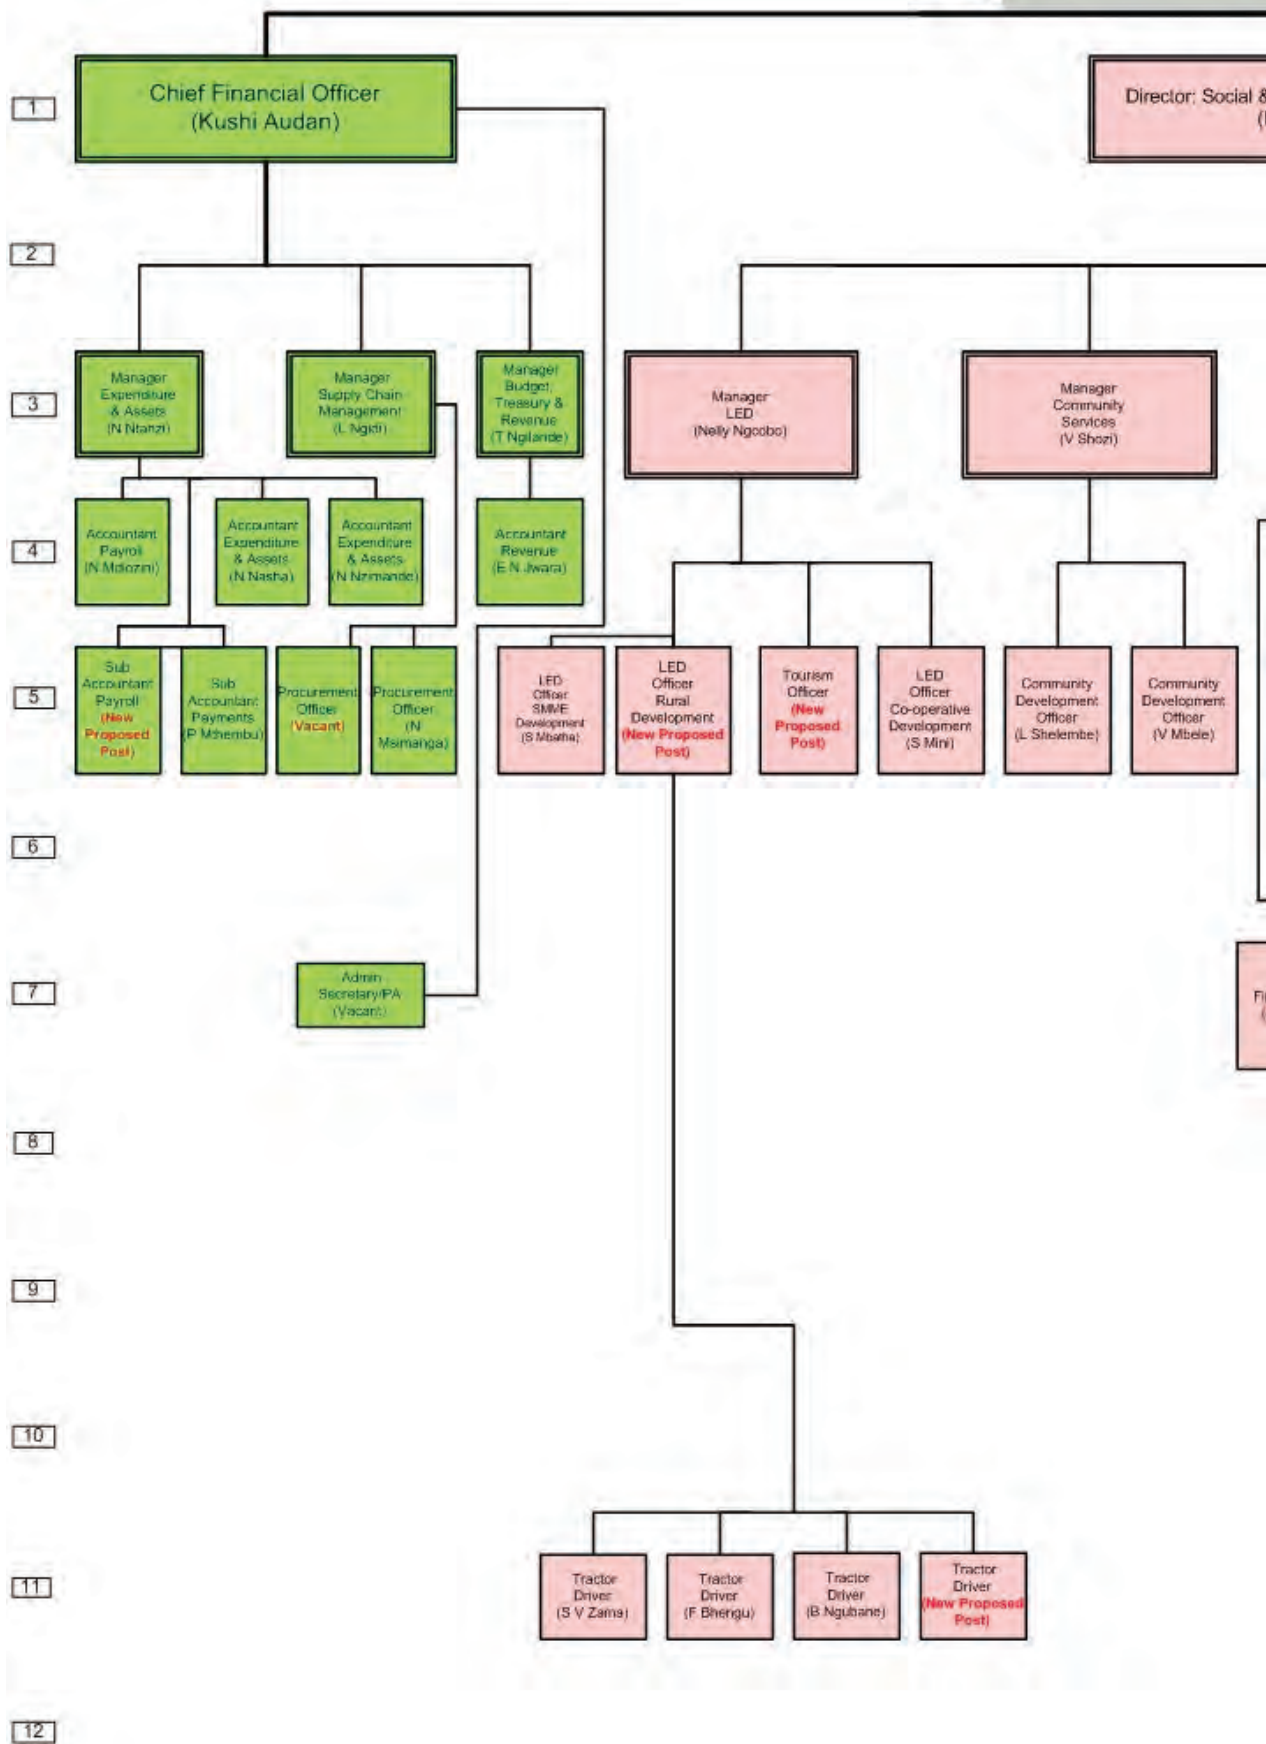 1
Chief Financial Officer
(Kushi Audan)
Director: Social &
2
3
Manager
Expenditure
& Assets
(N Ntanzi)
Manager
Supply Chain
Management
(L Ngidi)
Manager
Budget,
Treasury &
Revenue
(T Ngilande)
Manager
LED
(Nelly Ngcobo)
Manager
Community
Services
(V Shozi)
4
Accountant
Payroll
(N Mdlozini)
Accountant
Expenditure
& Assets
(N Nasha)
Accountant
Expenditure
& Assets
(N Nzimande)
Accountant
Revenue
(E N Jwara)
5
Sub
Accountant
Payroll
(New
Proposed
Post)
Sub
Accountant
Payments
(P Mthembu)
Procurement
Officer
(Vacant)
Procurement
Officer
(N
Msimanga)
LED
Officer
SMME
Development
(S Mbatha)
LED
Officer
Rural
Development
(New Proposed
Post)
Tourism
Officer
(New
Proposed
Post)
LED
Officer
Co-operative
Development
(S Mini)
Community
Development
Officer
(L Shelembe)
Community
Development
Officer
(V Mbele)
6
7
Admin
Secretary/PA
(Vacant)
8
9
10
11
Tractor
Driver
(S V Zama)
Tractor
Driver
(F Bhengu)
Tractor
Driver
(B Ngubane)
Tractor
Driver
(New Proposed
Post)
12